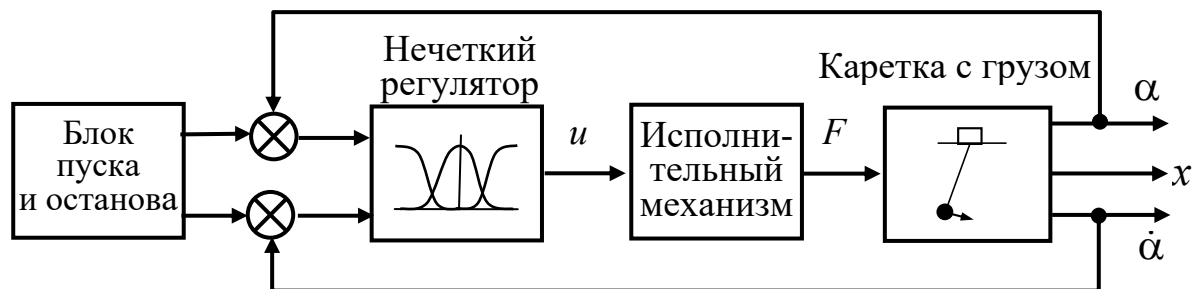 Нечеткий
регулятор
Каретка с грузом
α
Блок
пуска
и останова
u
Исполни-
тельный
механизм
F
x
α̇